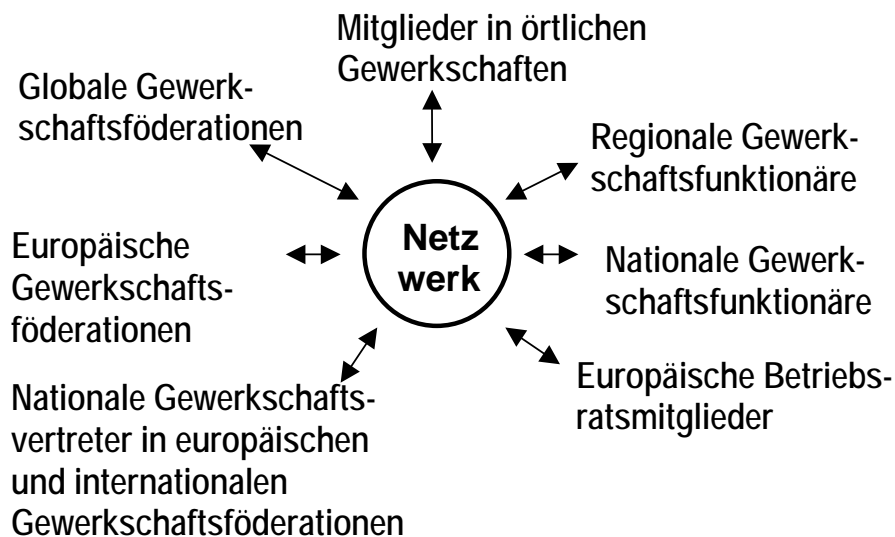 Mitglieder in örtlichen
Gewerkschaften
Globale Gewerk-
schaftsföderationen
Regionale Gewerk-
schaftsfunktionäre
Netz
werk
Europäische
Gewerkschafts-
föderationen
Nationale Gewerk-
schaftsfunktionäre
Europäische Betriebs-
ratsmitglieder
Nationale Gewerkschafts-
vertreter in europäischen
und internationalen
Gewerkschaftsföderationen